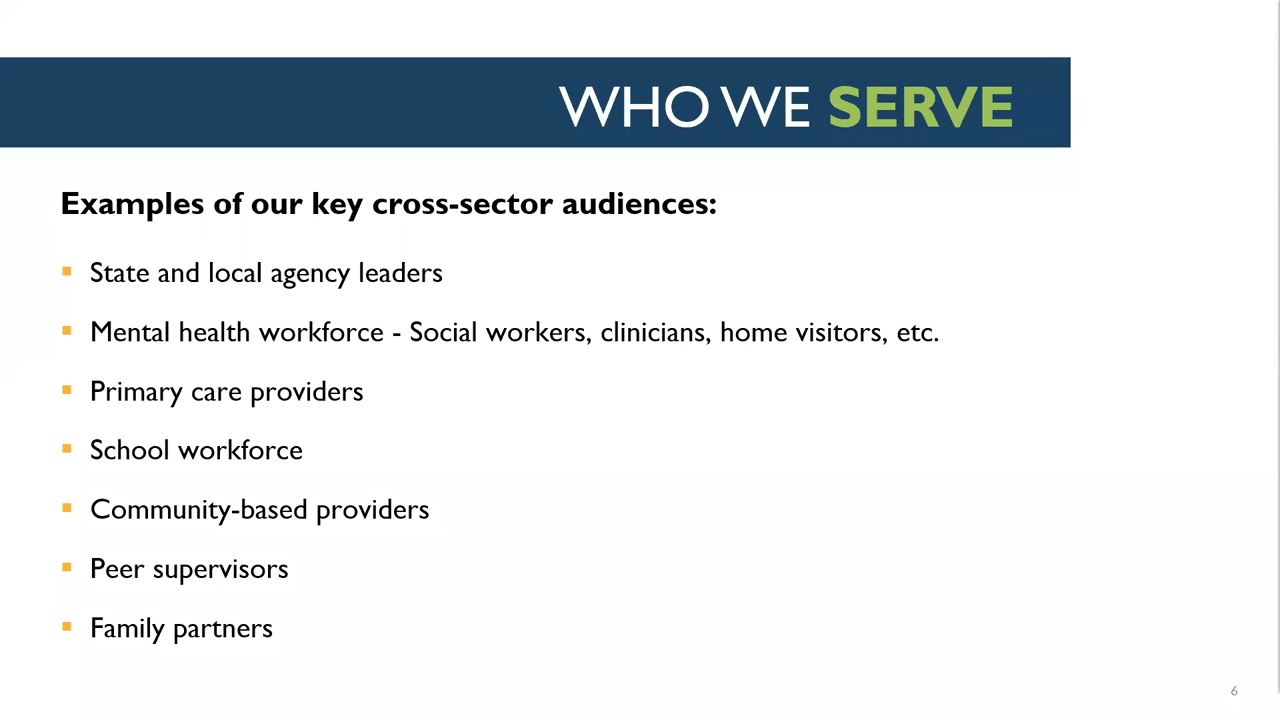 WHO WE SERVE
Examples of our key cross-sector audiences:
▪ State and local agency leaders
▪ Mental health workforce - Social workers, clinicians, home visitors, etc.
▪ Primary care providers
▪ School workforce
▪ Community-based providers
▪ Peer supervisors
▪ Family partners
6